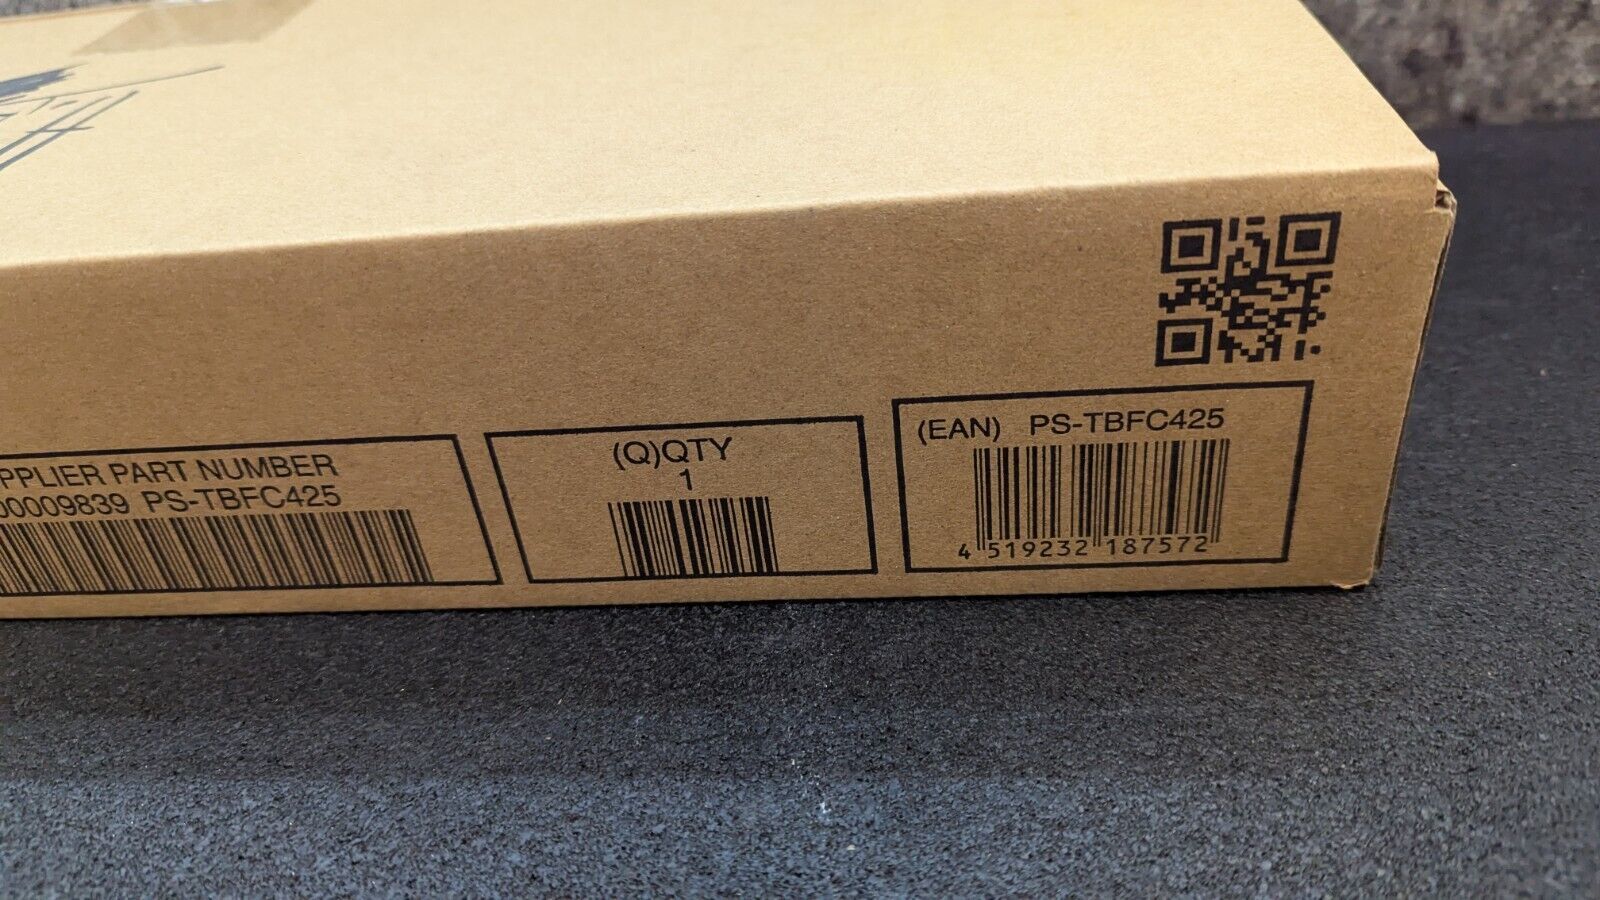 PPLIER PART NUMBER
00009839 PS-TBFC425
(Q)QTY
1
(EAN) PS-TBFC425
4 519232 187572